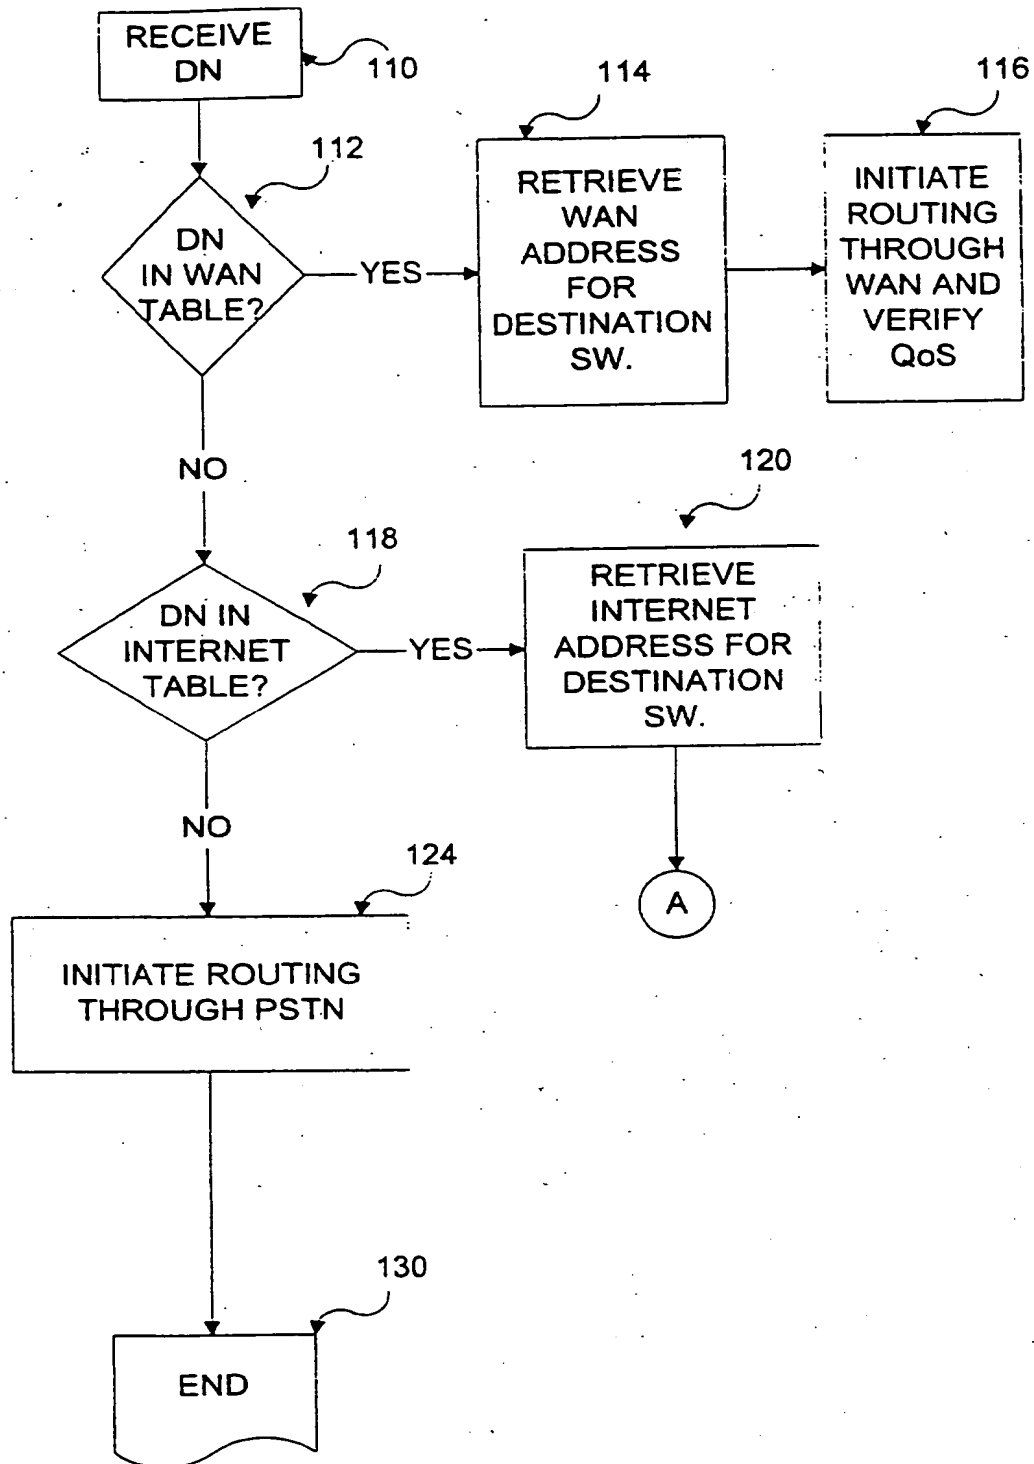 RECEIVE
DN
110
112
DN
IN WAN
TABLE?
YES
114
RETRIEVE
WAN
ADDRESS
FOR
DESTINATION
SW.
116
INITIATE
ROUTING
THROUGH
WAN AND
VERIFY
QoS
NO
118
DN IN
INTERNET
TABLE?
YES
120
RETRIEVE
INTERNET
ADDRESS FOR
DESTINATION
SW.
A
NO
124
INITIATE ROUTING
THROUGH PSTN
130
END